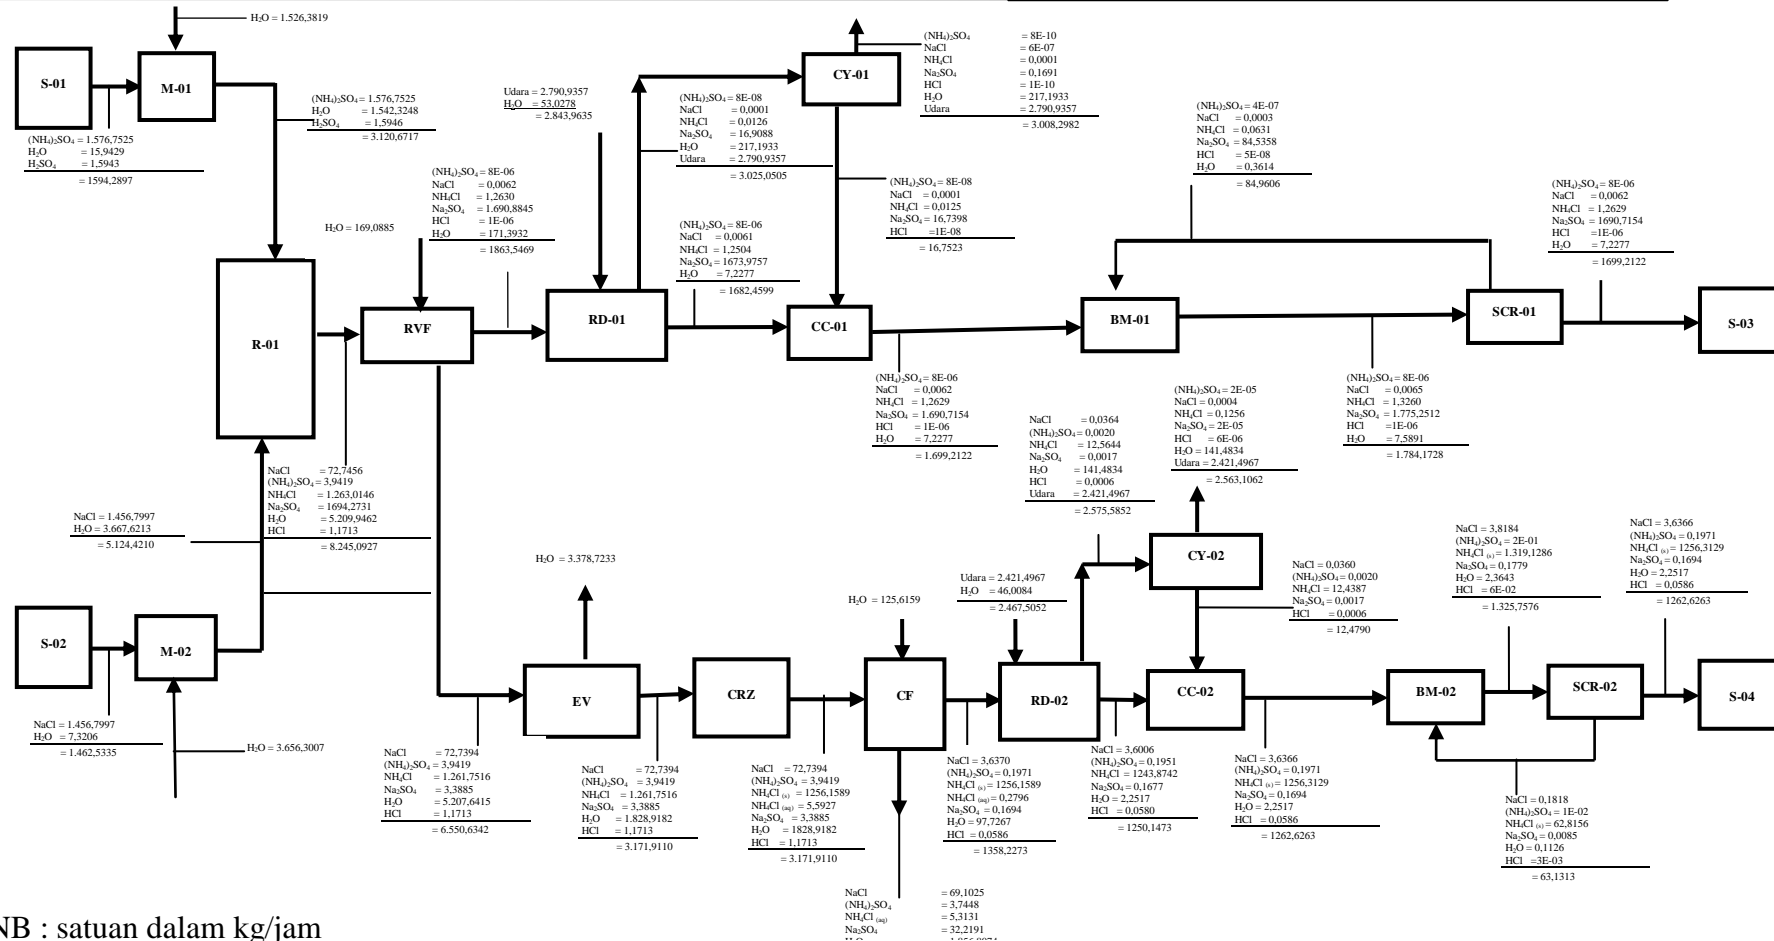 H₂O = 1.526,3819
S-01
M-01
(NH₄)₂SO₄ = 1.576,7525
H₂O = 15,9429
H₂SO₄ = 1,5943
= 1594,2897
(NH₄)₂SO₄ = 1.576,7525
H₂O = 1.542,3248
H₂SO₄ = 1,5946
= 3.120,6717
Udara = 2.790,9357
H₂O = 53,0278
= 2.843,9635
(NH₄)₂SO₄ = 8E-08
NaCl = 0,0001
NH₄Cl = 0,0126
Na₂SO₄ = 16,9088
H₂O = 217,1933
Udara = 2.790,9357
= 3.025,0505
CY-01
(NH₄)₂SO₄ = 8E-10
NaCl = 6E-07
NH₄Cl = 0,0001
Na₂SO₄ = 0,1691
HCl = 1E-10
H₂O = 217,1933
Udara = 2.790,9357
= 3.008,2982
(NH₄)₂SO₄ = 4E-07
NaCl = 0,0003
NH₄Cl = 0,0631
Na₂SO₄ = 84,5358
HCl = 5E-08
H₂O = 0,3614
= 84,9606
(NH₄)₂SO₄ = 8E-06
NaCl = 0,0062
NH₄Cl = 1,2630
Na₂SO₄ = 1.690,8845
HCl = 1E-06
H₂O = 171,3932
= 1863,5469
H₂O = 169,0885
(NH₄)₂SO₄ = 8E-06
NaCl = 0,0061
NH₄Cl = 1,2504
Na₂SO₄ = 1673,9757
H₂O = 7,2277
= 1682,4599
(NH₄)₂SO₄ = 8E-08
NaCl = 0,0001
NH₄Cl = 0,0125
Na₂SO₄ = 16,7398
HCl =1E-08
= 16,7523
(NH₄)₂SO₄ = 8E-06
NaCl = 0,0062
NH₄Cl = 1,2629
Na₂SO₄ = 1690,7154
HCl =1E-06
H₂O = 7,2277
= 1699,2122
R-01
RVF
RD-01
CC-01
BM-01
SCR-01
S-03
(NH₄)₂SO₄ = 8E-06
NaCl = 0,0062
NH₄Cl = 1,2629
Na₂SO₄ = 1.690,7154
HCl = 1E-06
H₂O = 7,2277
= 1.699,2122
(NH₄)₂SO₄ = 8E-06
NaCl = 0,0065
NH₄Cl = 1,3260
Na₂SO₄ = 1.775,2512
HCl =1E-06
H₂O = 7,5891
= 1.784,1728
NaCl = 72,7456
(NH₄)₂SO₄ = 3,9419
NH₄Cl = 1.263,0146
Na₂SO₄ = 1694,2731
H₂O = 5.209,9462
HCl = 1,1713
= 8.245,0927
NaCl = 1.456,7997
H₂O = 3.667,6213
= 5.124,4210
NaCl = 0,0364
(NH₄)₂SO₄ = 0,0020
NH₄Cl = 12,5644
Na₂SO₄ = 0,0017
H₂O = 141,4834
HCl = 0,0006
Udara = 2.421,4967
= 2.575,5852
(NH₄)₂SO₄ = 2E-05
NaCl = 0,0004
NH₄Cl = 0,1256
Na₂SO₄ = 2E-05
HCl = 6E-06
H₂O = 141,4834
Udara = 2.421,4967
= 2.563,1062
S-02
M-02
NaCl = 1.456,7997
H₂O = 7,3206
= 1.462,5335
H₂O = 3.656,3007
H₂O = 3.378,7233
H₂O = 125,6159
Udara = 2.421,4967
H₂O = 46,0084
= 2.467,5052
CY-02
NaCl = 0,0360
(NH₄)₂SO₄ = 0,0020
NH₄Cl = 12,4387
Na₂SO₄ = 0,0017
HCl = 0,0006
= 12,4790
NaCl = 3,8184
(NH₄)₂SO₄ = 2E-01
NH₄Cl (s) = 1.319,1286
Na₂SO₄ = 0,1779
H₂O = 2,3643
HCl = 6E-02
= 1.325,7576
NaCl = 3,6366
(NH₄)₂SO₄ = 0,1971
NH₄Cl (s) = 1256,3129
Na₂SO₄ = 0,1694
H₂O = 2,2517
HCl = 0,0586
= 1262,6263
EV
CRZ
CF
RD-02
CC-02
BM-02
SCR-02
S-04
NaCl = 72,7394
(NH₄)₂SO₄ = 3,9419
NH₄Cl = 1.261,7516
Na₂SO₄ = 3,3885
H₂O = 5.207,6415
HCl = 1,1713
= 6.550,6342
NaCl = 72,7394
(NH₄)₂SO₄ = 3,9419
NH₄Cl = 1.261,7516
Na₂SO₄ = 3,3885
H₂O = 1.828,9182
HCl = 1,1713
= 3.171,9110
NaCl = 72,7394
(NH₄)₂SO₄ = 3,9419
NH₄Cl (s) = 1256,1589
NH₄Cl (aq) = 5,5927
Na₂SO₄ = 3,3885
H₂O = 1828,9182
HCl = 1,1713
= 3.171,9110
NaCl = 3,6370
(NH₄)₂SO₄ = 0,1971
NH₄Cl (s) = 1256,1589
NH₄Cl (aq) = 0,2796
Na₂SO₄ = 0,1694
H₂O = 97,7267
HCl = 0,0586
= 1358,2273
NaCl = 3,6006
(NH₄)₂SO₄ = 0,1951
NH₄Cl = 1243,8742
Na₂SO₄ = 0,1677
H₂O = 2,2517
HCl = 0,0580
= 1250,1473
NaCl = 3,6366
(NH₄)₂SO₄ = 0,1971
NH₄Cl (s) = 1256,3129
Na₂SO₄ = 0,1694
H₂O = 2,2517
HCl = 0,0586
= 1262,6263
NaCl = 0,1818
(NH₄)₂SO₄ = 1E-02
NH₄Cl (s) = 62,8156
Na₂SO₄ = 0,0085
H₂O = 0,1126
HCl =3E-03
= 63,1313
NaCl = 69,1025
(NH₄)₂SO₄ = 3,7448
NH₄Cl (aq) = 5,3131
Na₂SO₄ = 32,2191
NB : satuan dalam kg/jam